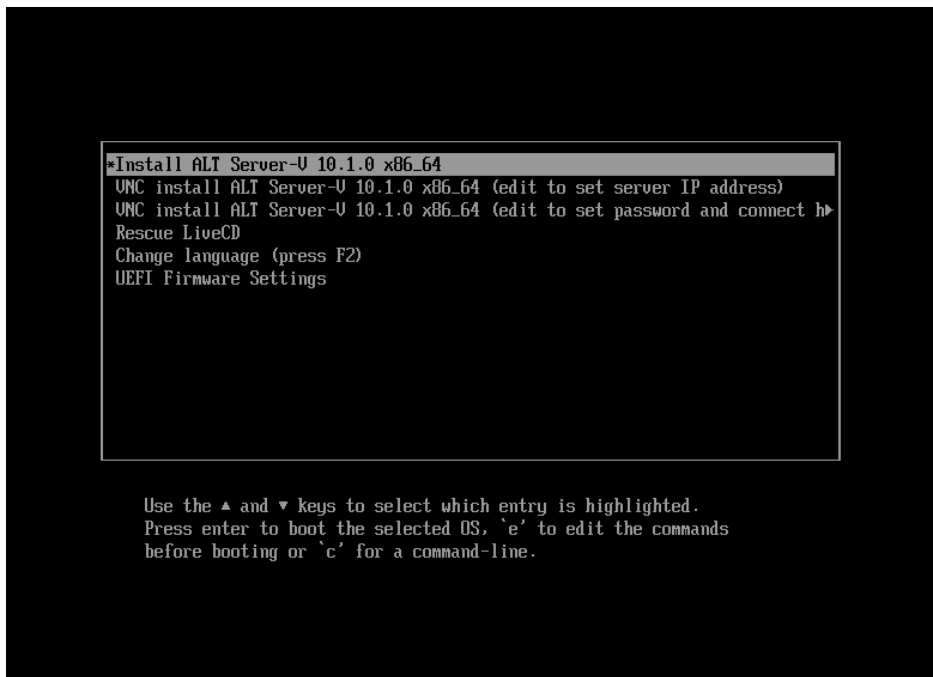 *Install ALT Server-V 10.1.0 x86_64
VNC install ALT Server-V 10.1.0 x86_64 (edit to set server IP address)
VNC install ALT Server-V 10.1.0 x86_64 (edit to set password and connect h▶
Rescue LiveCD
Change language (press F2)
UEFI Firmware Settings
Use the ▲ and ▼ keys to select which entry is highlighted.
Press enter to boot the selected OS, `e' to edit the commands
before booting or `c' for a command-line.